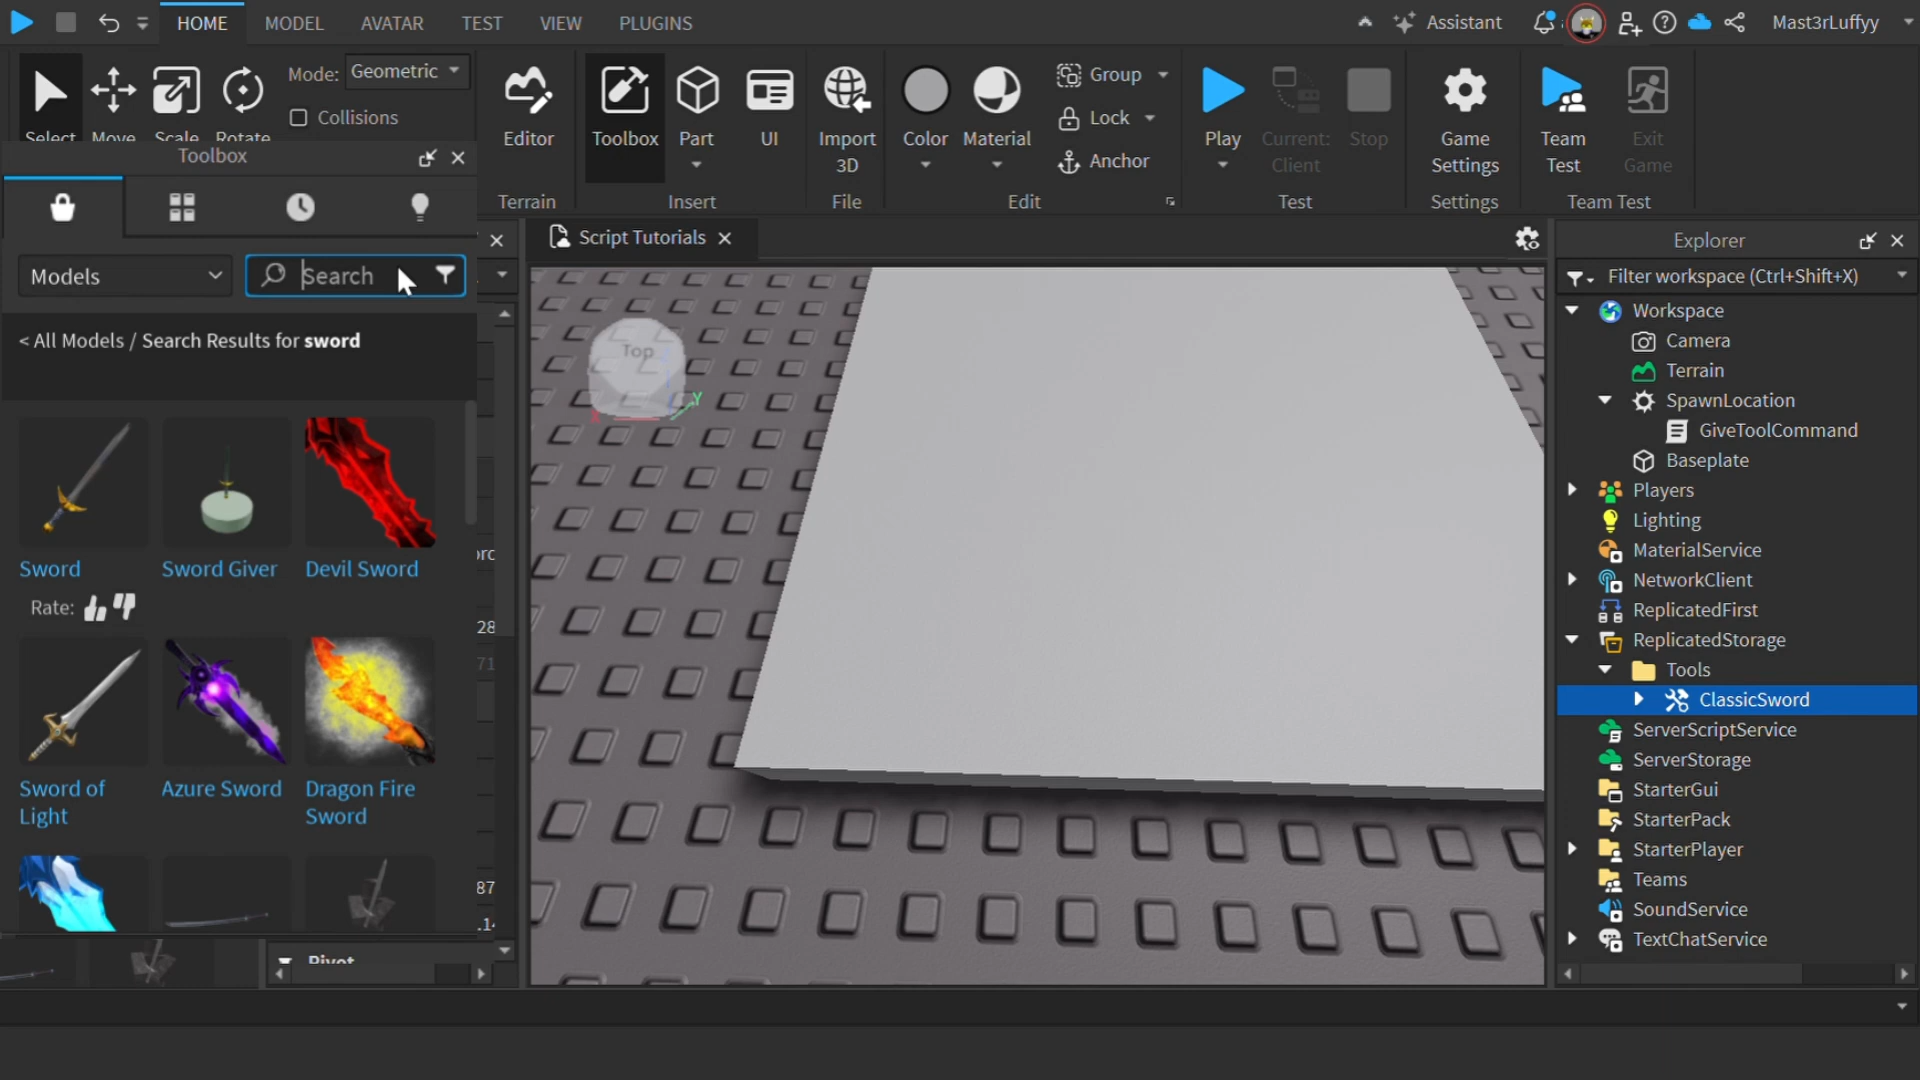 HOME MODEL AVATAR TEST VIEW PLUGINS Assistant Mast3rLuffyy
Mode: Geometric
Collisions
Select Move Scale Rotate
Editor
Terrain
Toolbox Part UI
Insert
Import 3D
File
Color Material
Group
Lock
Anchor
Edit
Play Current: Client Stop
Test
Game Settings
Settings
Team Test Exit Game
Team Test
Toolbox
Models Search
< All Models / Search Results for sword
Sword Sword Giver Devil Sword
Rate:
Sword of Light Azure Sword Dragon Fire Sword
28
71
87
Pivot
Script Tutorials
Top
Y
Explorer
Filter workspace (Ctrl+Shift+X)
Workspace
Camera
Terrain
SpawnLocation
GiveToolCommand
Baseplate
Players
Lighting
MaterialService
NetworkClient
ReplicatedFirst
ReplicatedStorage
Tools
ClassicSword
ServerScriptService
ServerStorage
StarterGui
StarterPack
StarterPlayer
Teams
SoundService
TextChatService